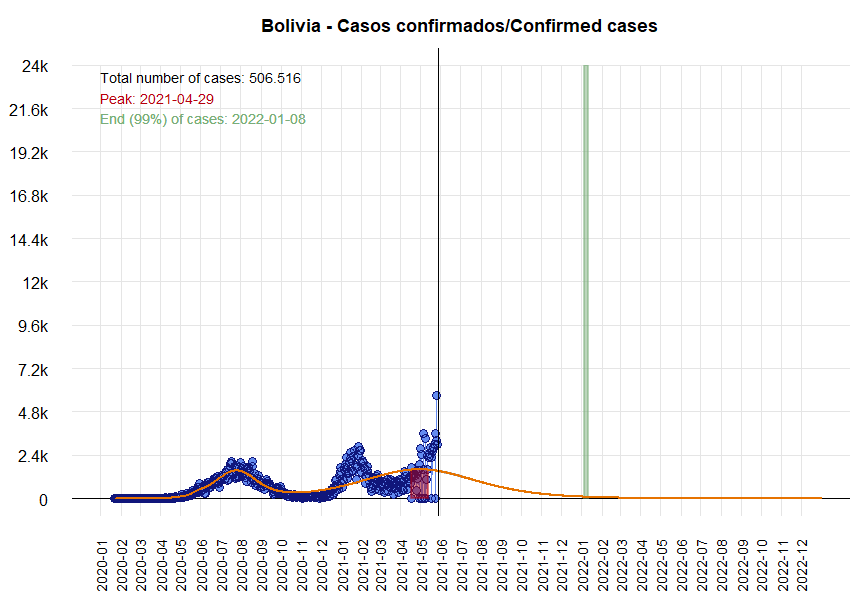 Bolivia - Casos confirmados/Confirmed cases
Total number of cases: 506.516
Peak: 2021-04-29
End (99%) of cases: 2022-01-08
24k
21.6k
19.2k
16.8k
14.4k
12k
9.6k
7.2k
4.8k
2.4k
0
2020-01
2020-02
2020-03
2020-04
2020-05
2020-06
2020-07
2020-08
2020-09
2020-10
2020-11
2020-12
2021-01
2021-02
2021-03
2021-04
2021-05
2021-06
2021-07
2021-08
2021-09
2021-10
2021-11
2021-12
2022-01
2022-02
2022-03
2022-04
2022-05
2022-06
2022-07
2022-08
2022-09
2022-10
2022-11
2022-12